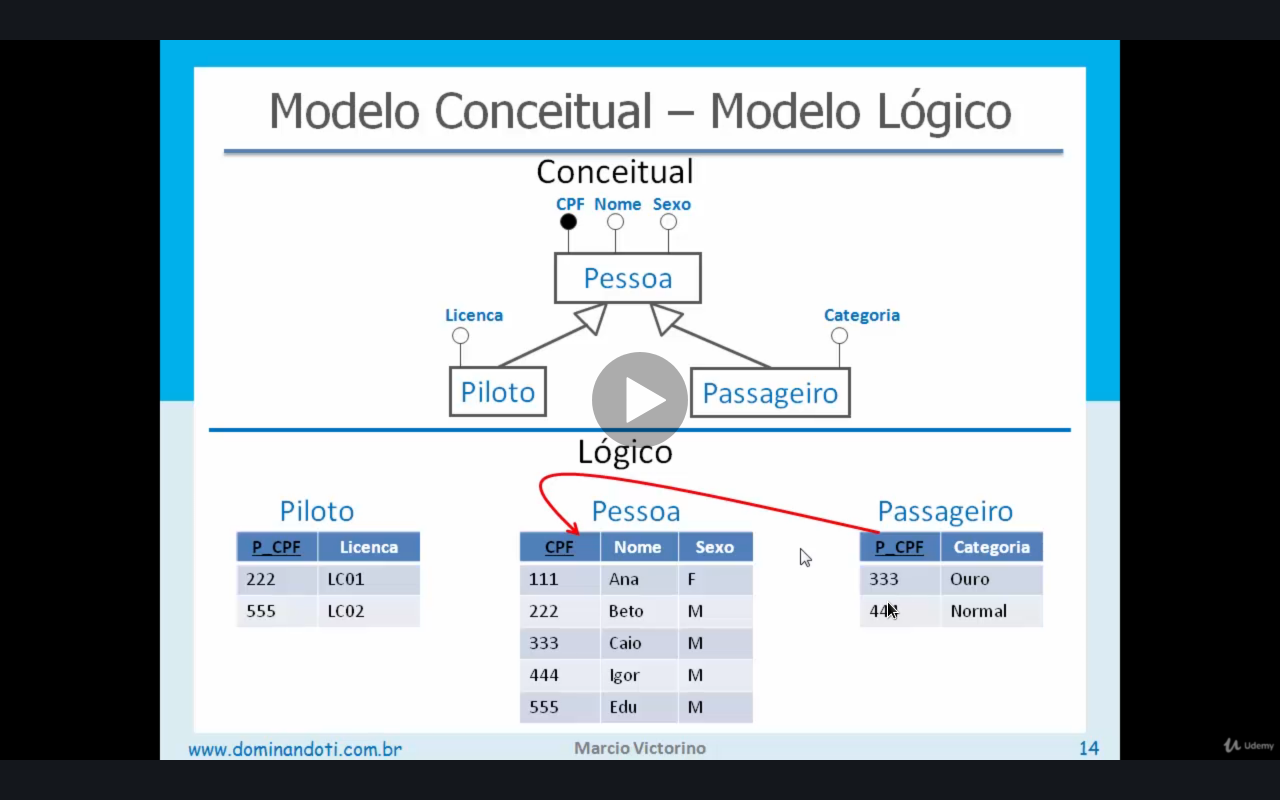 Modelo Conceitual – Modelo Lógico
Conceitual
CPF Nome Sexo
Pessoa
Licenca
Categoria
Piloto
Passageiro
Lógico
Piloto
P_CPF Licenca
222 LC01
555 LC02
Pessoa
CPF Nome Sexo
111 Ana F
222 Beto M
333 Caio M
444 Igor M
555 Edu M
Passageiro
P_CPF Categoria
333 Ouro
444 Normal
www.dominandoti.com.br
Marcio Victorino
14
Udemy